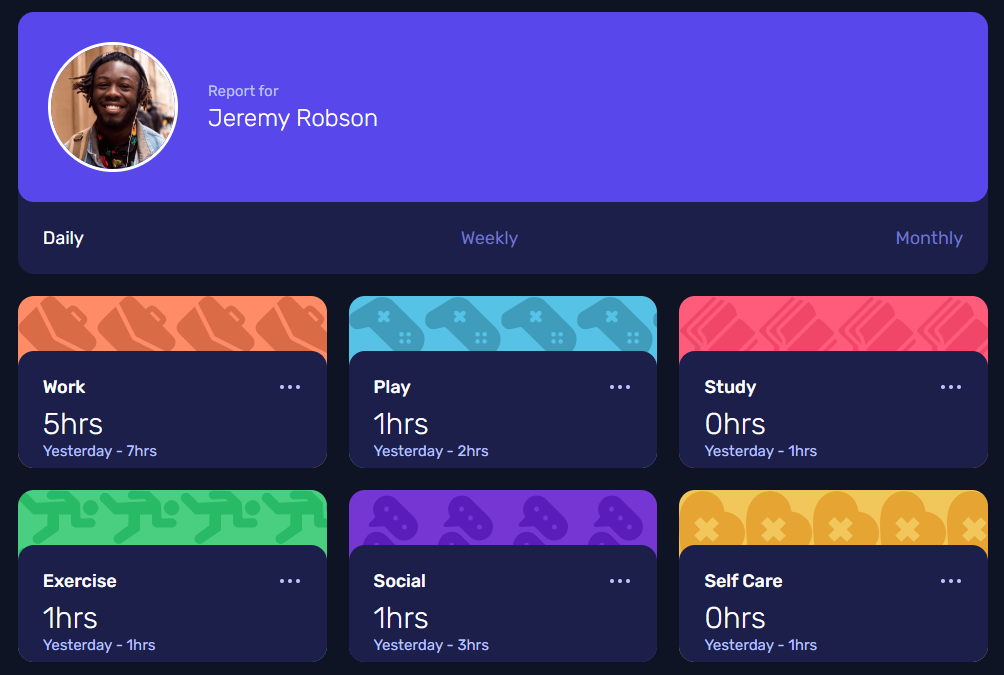 Report for
Jeremy Robson
Daily
Weekly
Monthly
Work
5hrs
Yesterday - 7hrs
Play
1hrs
Yesterday - 2hrs
Study
0hrs
Yesterday - 1hrs
Exercise
1hrs
Yesterday - 1hrs
Social
1hrs
Yesterday - 3hrs
Self Care
0hrs
Yesterday - 1hrs